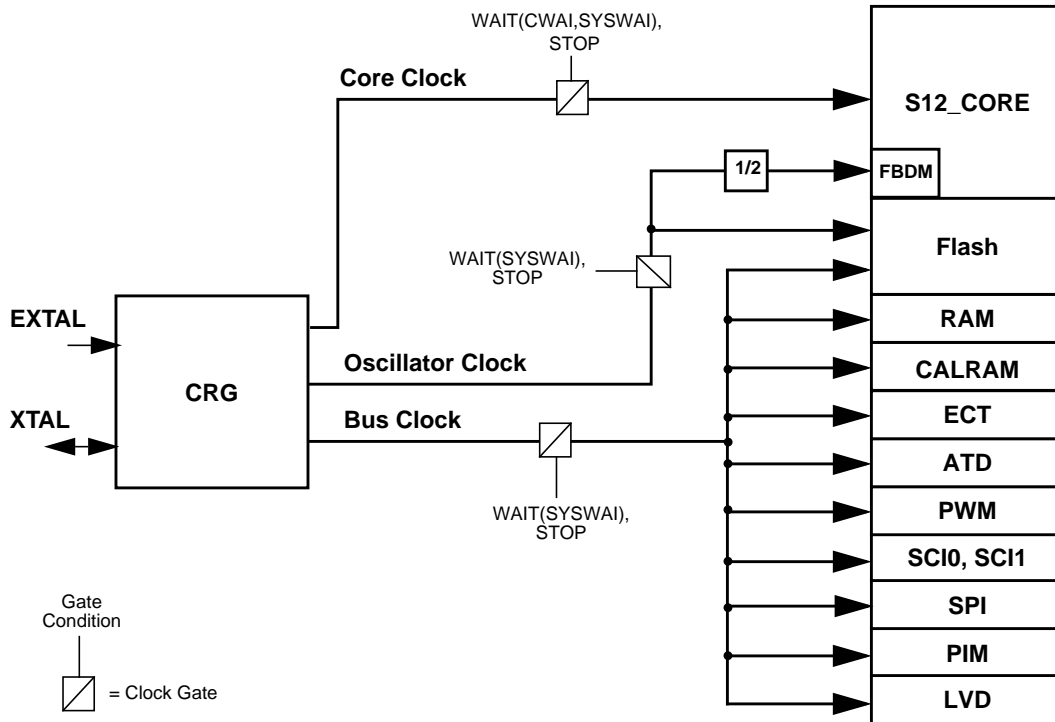 WAIT(CWAI,SYSWAI),
STOP
Core Clock
S12_CORE
1/2
FBDM
WAIT(SYSWAI),
STOP
Flash
EXTAL
XTAL
CRG
Oscillator Clock
Bus Clock
WAIT(SYSWAI),
STOP
RAM
CALRAM
ECT
ATD
PWM
SCI0, SCI1
SPI
PIM
LVD
Gate
Condition
= Clock Gate